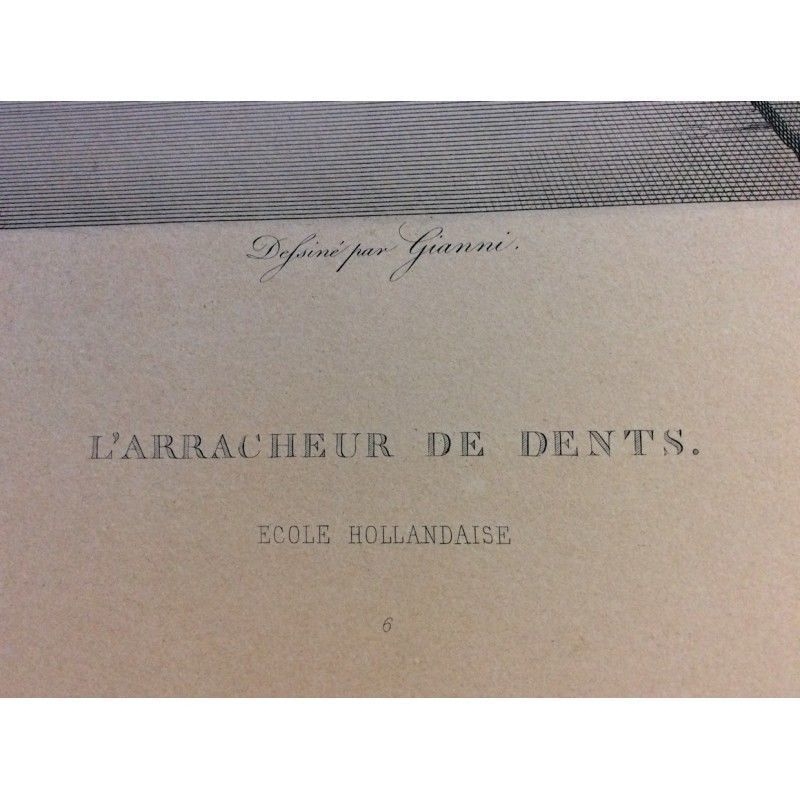 Dessiné par Gianni.
L'ARRACHEUR DE DENTS.
ECOLE HOLLANDAISE
6